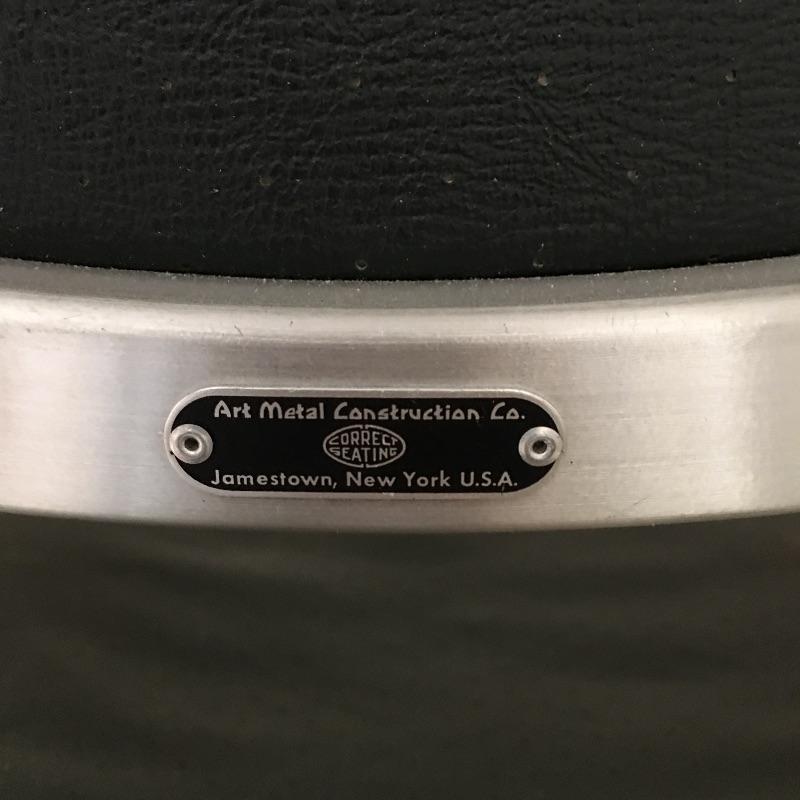 Art Metal Construction Co.
CORRECT
SEATING
Jamestown, New York U.S.A.